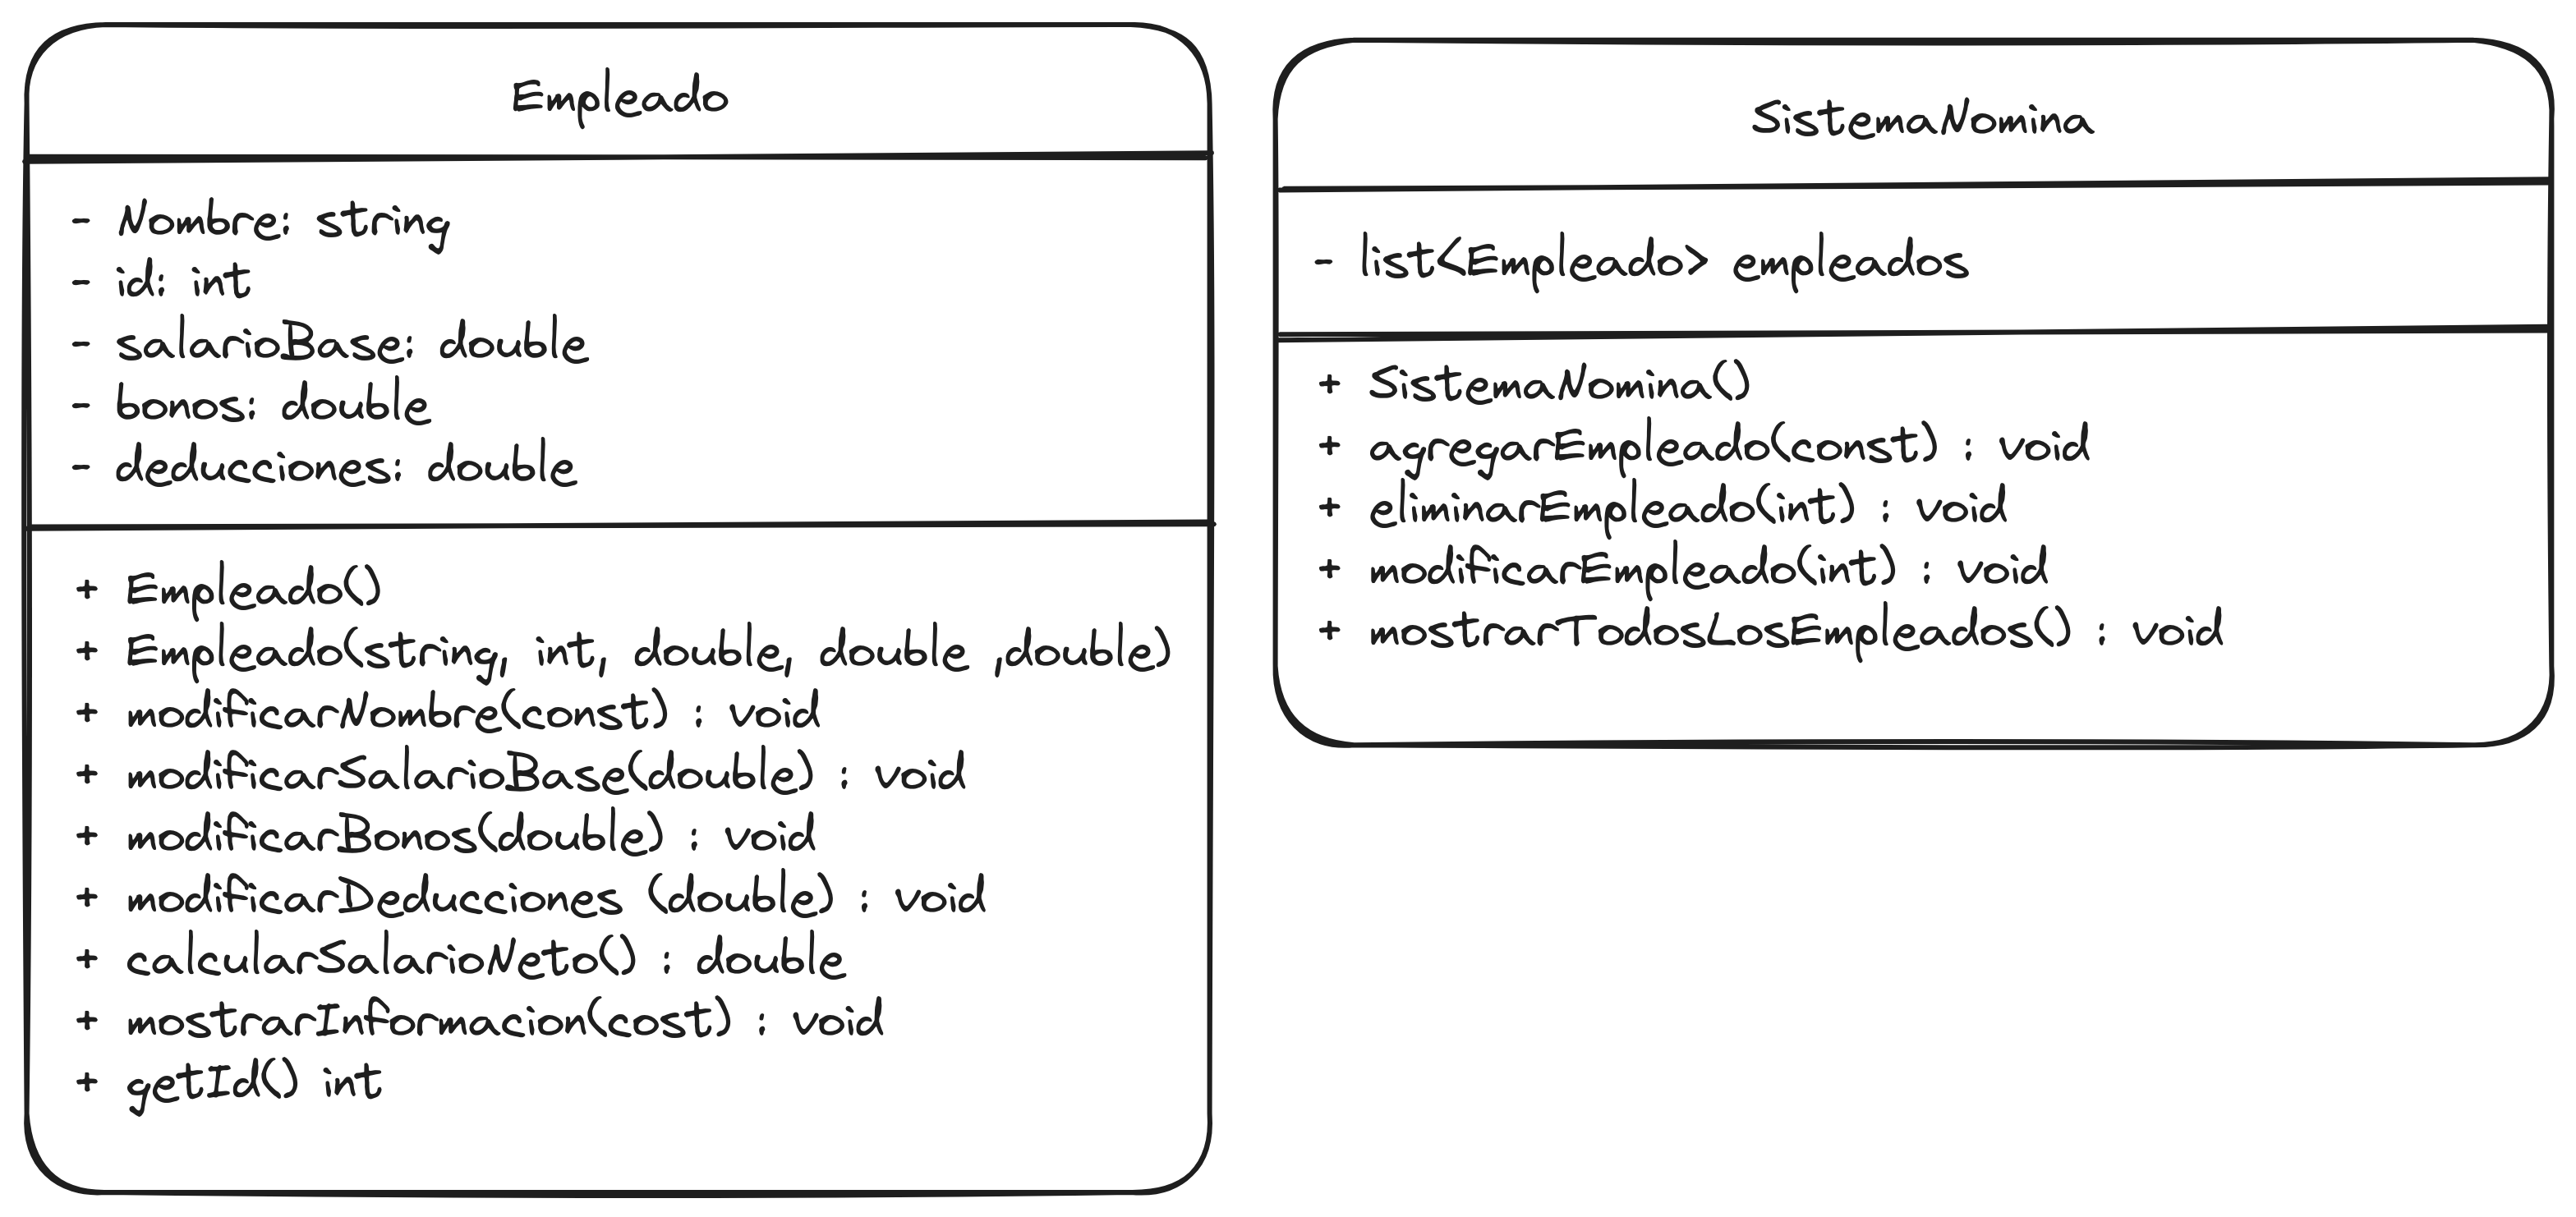 Empleado
- Nombre: string
- id: int
- salarioBase: double
- bonos: double
- deducciones: double
+ Empleado()
+ Empleado(string, int, double, double ,double)
+ modificarNombre(const) : void
+ modificarSalarioBase(double) : void
+ modificarBonos(double) : void
+ modificarDeducciones (double) : void
+ calcularSalarioNeto() : double
+ mostrarInformacion(cost) : void
+ getId() int
SistemaNomina
- list<Empleado> empleados
+ SistemaNomina()
+ agregarEmpleado(const) : void
+ eliminarEmpleado(int) : void
+ modificarEmpleado(int) : void
+ mostrarTodosLosEmpleados() : void